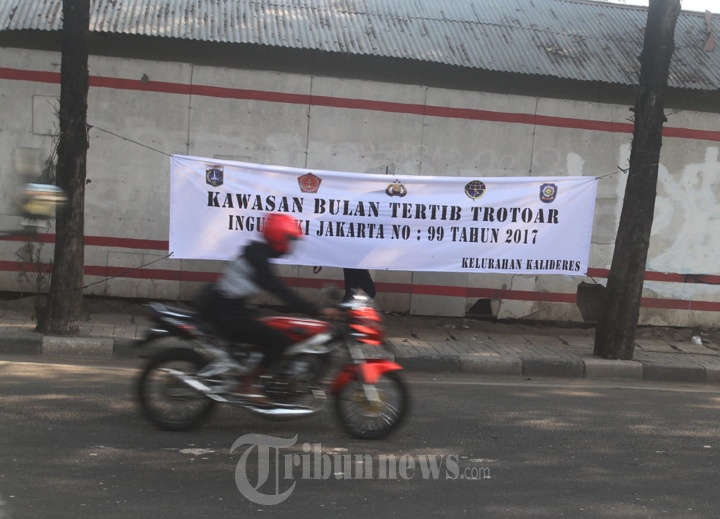 KAWASAN BULAN TERTIB TROTOAR
JAKARTA NO : 99 TAHUN 2017
KELURAHAN KALIDERES
Tribunnews.com